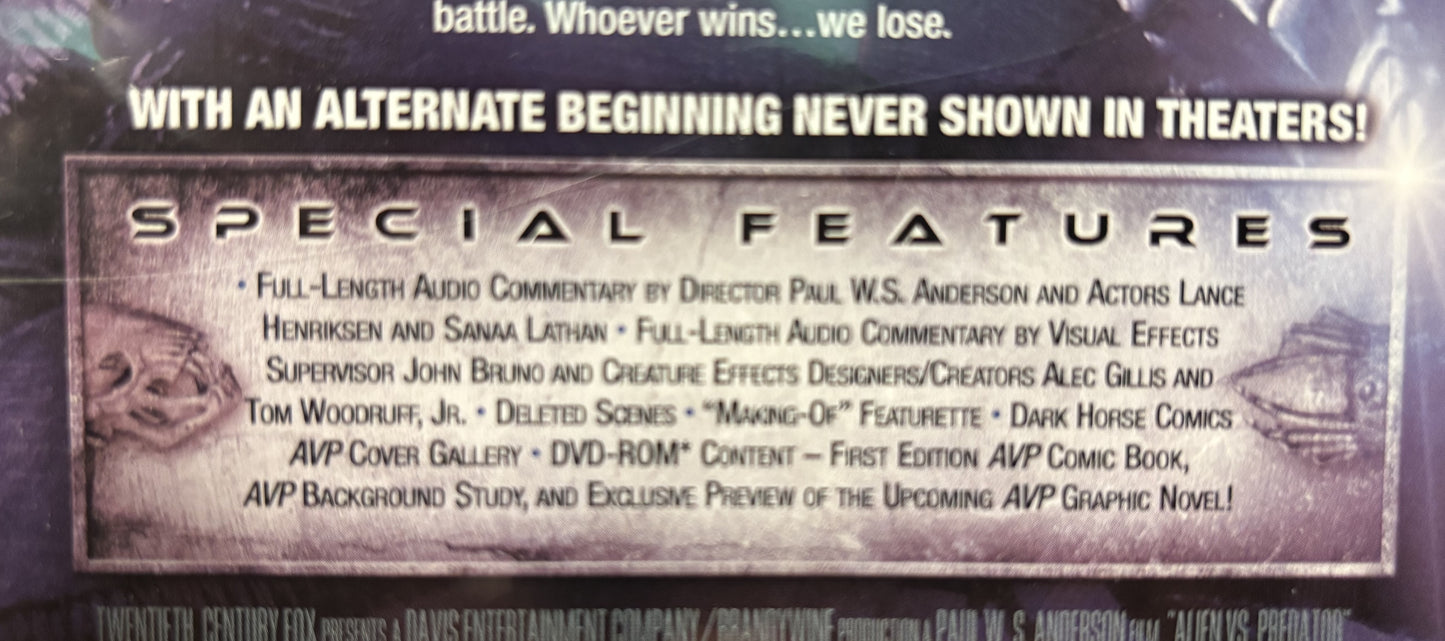 battle. Whoever wins...we lose.
WITH AN ALTERNATE BEGINNING NEVER SHOWN IN THEATERS!
SPECIAL FEATURES
• FULL-LENGTH AUDIO COMMENTARY BY DIRECTOR PAUL W.S. ANDERSON AND ACTORS LANCE
HENRIKSEN AND SANAA LATHAN • FULL-LENGTH AUDIO COMMENTARY BY VISUAL EFFECTS
SUPERVISOR JOHN BRUNO AND CREATURE EFFECTS DESIGNERS/CREATORS ALEC GILLIS AND
TOM WOODRUFF, JR. • DELETED SCENES • “MAKING-OF” FEATURETTE • DARK HORSE COMICS
AVP COVER GALLERY • DVD-ROM* CONTENT – FIRST EDITION AVP COMIC BOOK,
AVP BACKGROUND STUDY, AND EXCLUSIVE PREVIEW OF THE UPCOMING AVP GRAPHIC NOVEL!
TWENTIETH CENTURY FOX PRESENTS A DAVIS ENTERTAINMENT COMPANY/BRANDYWINE PRODUCTION A PAUL W. S. ANDERSON FILM "ALIEN VS. PREDATOR"